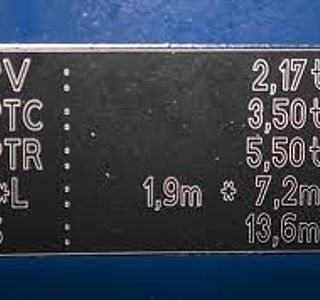 PV : 2,17 t
PTC : 3,50 t
PTR : 5,50 t
*L : 1,9m * 7,2m
S : 13,6m